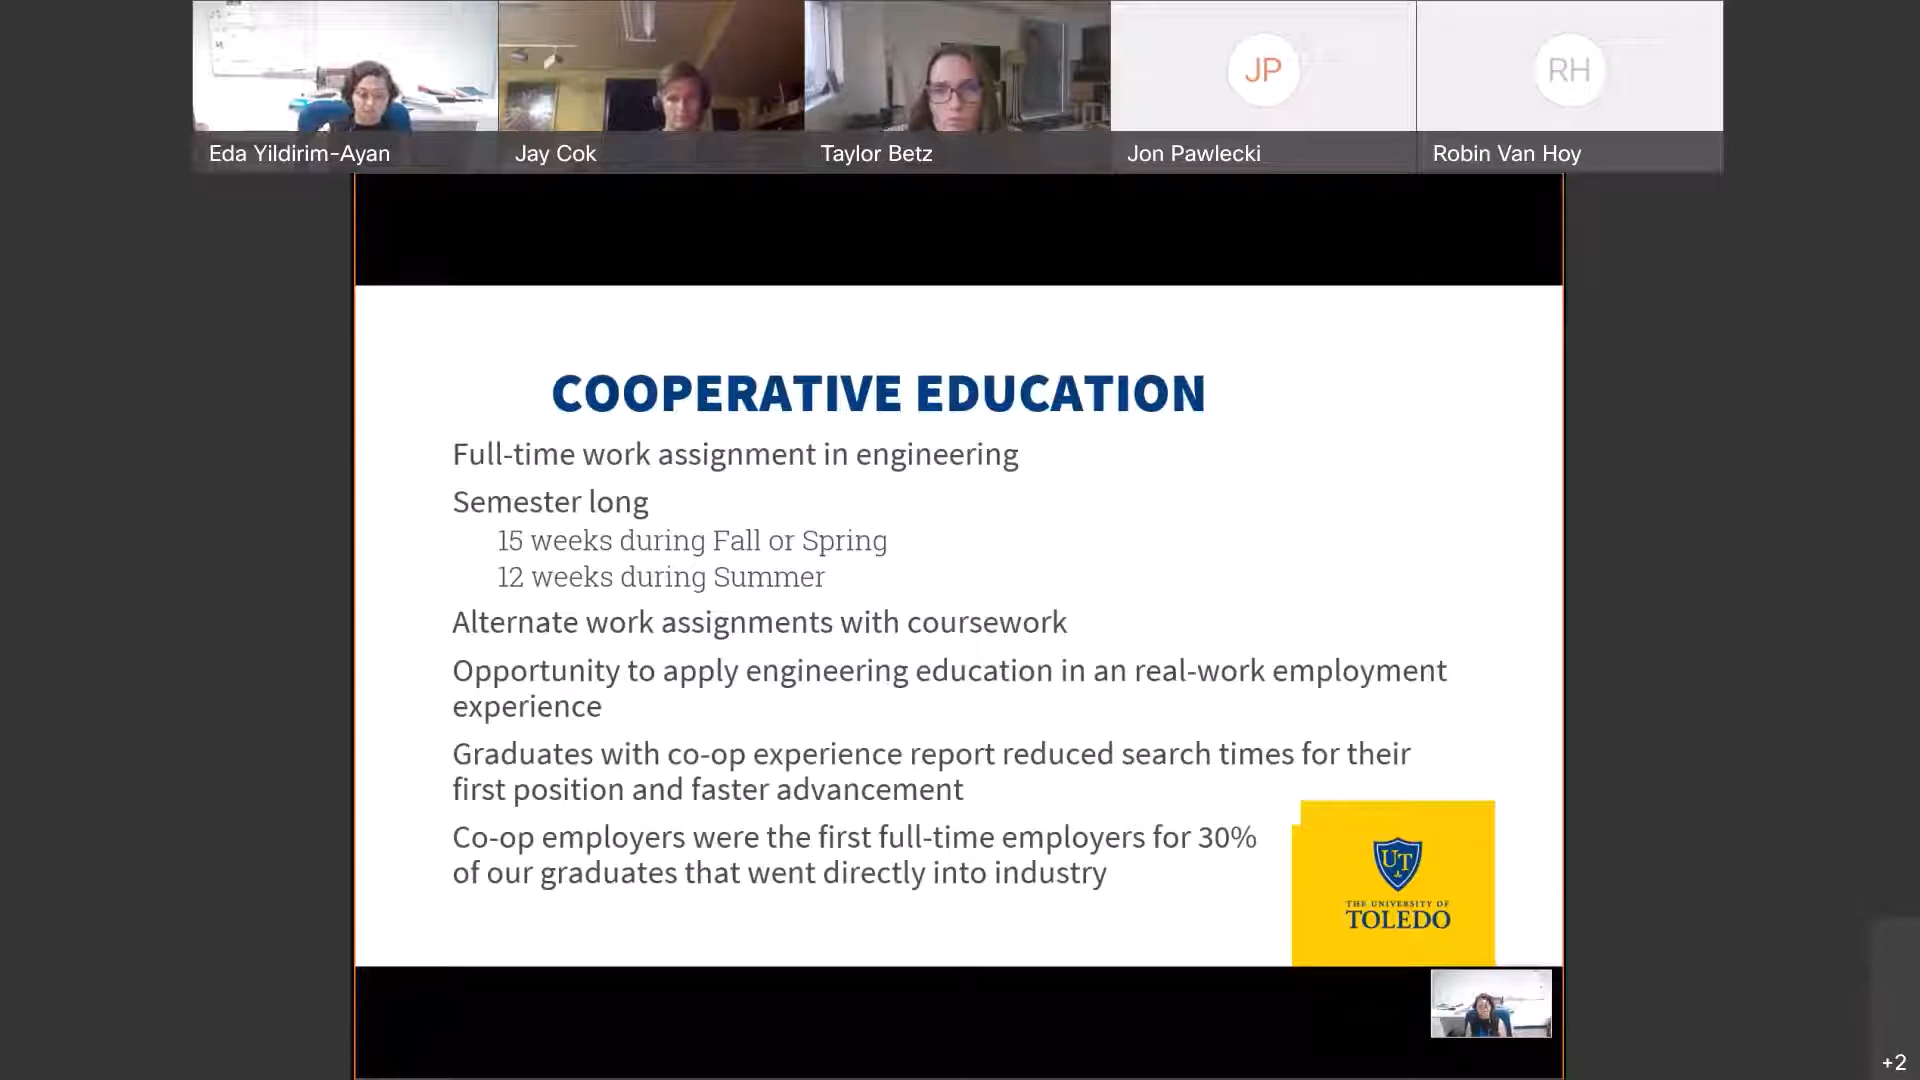 Eda Yildirim-Ayan
Jay Cok
Taylor Betz
JP
Jon Pawlecki
RH
Robin Van Hoy
COOPERATIVE EDUCATION
Full-time work assignment in engineering
Semester long
15 weeks during Fall or Spring
12 weeks during Summer
Alternate work assignments with coursework
Opportunity to apply engineering education in an real-work employment
experience
Graduates with co-op experience report reduced search times for their
first position and faster advancement
Co-op employers were the first full-time employers for 30%
of our graduates that went directly into industry
UT
THE UNIVERSITY OF
TOLEDO
+2